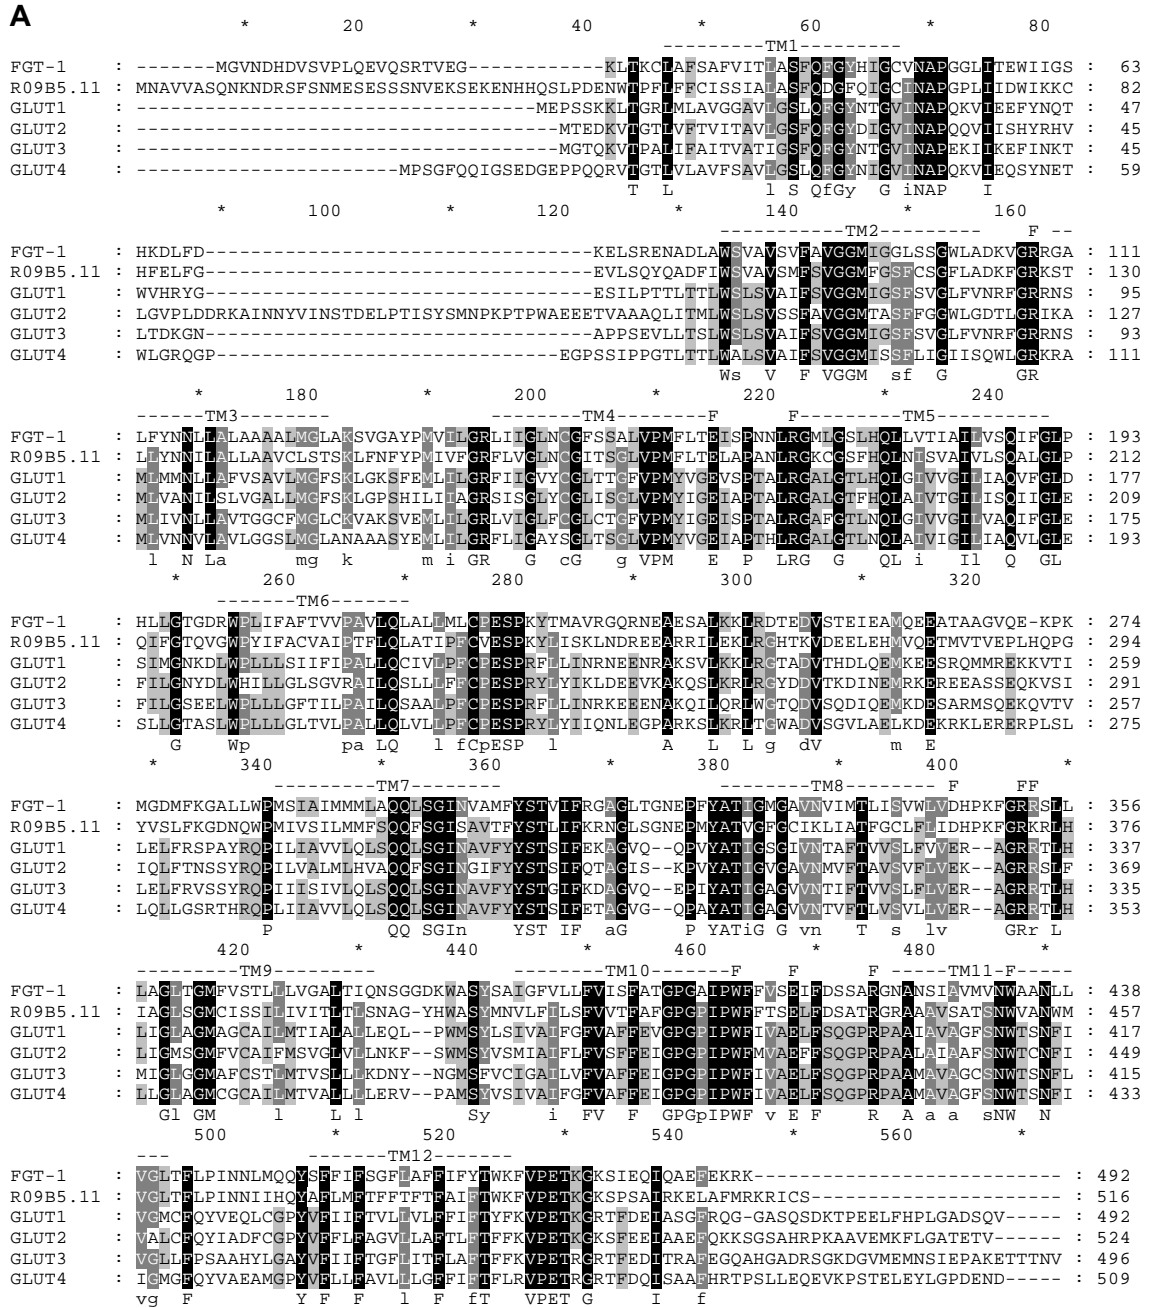 A
* 20 * 40 * 60 * 80
---------TM1---------
FGT-1 : -------MGVNDHDVSVPLQEVQSRTVEG-------------KLTKCLAFSAFVITLASFQFGYHIGCVNAPGGLITEWIIGS : 63
R09B5.11 : MNAVVASQNKNDRSFSNMESESSSNVEKSEKENHHQSLPDENWTPFLFFCISSIALASFQDGFQIGCINAPGPLIIDWIKKC : 82
GLUT1 : -----------------------------------MEPSSKKLTGRLMLAVGGAVLGSLQFGYNTGVINAPQKVIEEFYNQT : 47
GLUT2 : -------------------------------------MTEDKVTGTLVFTVITAVLGSFQFGYDIGVINAPQQVIISHYRHV : 45
GLUT3 : -------------------------------------MGTQKVTPALIFAITVATIGSFQFGYNTGVINAPEKIIKEFINKT : 45
GLUT4 : -----------------------MPSGFQQIGSEDGEPPQQRVTGTLVLAVFSAVLGSLQFGYNIGVINAPQKVIEQSYNET : 59
T L l S QfGy G iNAP I
* 100 * 120 * 140 * 160
-----------TM2--------- F --
FGT-1 : HKDLFD----------------------------------KELSRENADLAWSVAVSVFAVGGMIGGLSSGWLADKVGRRGA : 111
R09B5.11 : HFELFG----------------------------------EVLSQYQADFIWSVAVSMFSVGGMFGSFCSGFLADKFGRKST : 130
GLUT1 : WVHRYG----------------------------------ESILPTTLTTLWSLSVAIFSVGGMIGSFSVGLFVNRFGRRNS : 95
GLUT2 : LGVPLDDRKAINNYVINSTDELPTISYSMNPKPTPWAEEETVAAAQLITMLWSLSVSSFAVGGMTASFFGGWLGDTLGRIKA : 127
GLUT3 : LTDKGN----------------------------------APPSEVLLTSLWSLSVAIFSVGGMIGSFSVGLFVNRFGRRNS : 93
GLUT4 : WLGRQGP------------------------------EGPSSIPPGTLTTLWALSVAIFSVGGMISSFLIGIISQWLGRKRA : 111
Ws V F VGGM sf G GR
* 180 * 200 * 220 * 240
------TM3-------- --------TM4--------F F ---------TM5----------
FGT-1 : LFYNNLLALAAAALMGLAKSVGAYPMVILGRLIIGLNCGFSSALVPMFLTEISPNNLRGMLGSLHQLLVTIAILVSQIFGLP : 193
R09B5.11 : LLYNNILALLAAVCLSTSKLFNFYPMIVFGRFLVGLNCGITSGLVPMFLTELAPANLRGKCGSFHQLNISVAIVLSQALGLP : 212
GLUT1 : MLMMNLLAFVSAVLMGFSKLGKSFEMLILGRFIIGVYCGLTTGFVPMYVGEVSPTALRGALGTLHQLGIVVGILIAQVFGLD : 177
GLUT2 : MLVANILSLVGALLMGFSKLGPSHILIIAGRSISGLYCGLISGLVPMYIGEIAPTALRGALGTFHQLAIVTGILISQIIGLE : 209
GLUT3 : MLIVNLLAVTGGCFMGLCKVAKSVEMLILGRLVIGLFCGLCTGFVPMYIGEISPTALRGAFGTLNQLGIVVGILVAQIFGLE : 175
GLUT4 : MLVNNVLAVLGGSLMGLANAAASYEMLILGRFLIGAYSGLTSGLVPMYVGEIAPTHLRGALGTLNQLAIVIGILIAQVLGLE : 193
l N La mg k m i GR G cG g VPM E P LRG G QL i Il Q GL
* 260 * 280 * 300 * 320
-------TM6--------
FGT-1 : HLLGTGDRWPLIFAFTVVPAVLQLALLMLCPESPKYTMAVRGQRNEAESALKKLRDTEDVSTEIEAMQEEATAAGVQE-KPK : 274
R09B5.11 : QIFGTQVGWPYIFACVAIPTFLQLATIPFCVESPKYLISKLNDREEARRILEKLRGHTKVDEELEHMVQETMVTVEPLHQPG : 294
GLUT1 : SIMGNKDLWPLLLSIIFIPALLQCIVLPFCPESPRFLLINRNEENRAKSVLKKLRGTADVTHDLQEMKEESRQMMREKKVTI : 259
GLUT2 : FILGNYDLWHILLGLSGVRAILQSLLLFFCPESPRYLYIKLDEEVKAKQSLKRLRGYDDVTKDINEMRKEREEASSEQKVSI : 291
GLUT3 : FILGSEELWPLLLGFTILPAILQSAALPFCPESPRFLLINRKEEENAKQILQRLWGTQDVSQDIQEMKDESARMSQEKQVTV : 257
GLUT4 : SLLGTASLWPLLLGLTVLPALLQLVLLPFCPESPRYLYIIQNLEGPARKSLKRLTGWADVSGVLAELKDEKRKLERERPLSL : 275
G Wp pa LQ l fCpESP l A L L g dV m E
* 340 * 360 * 380 * 400 *
---------TM7---------- --------TM8-------- F FF
FGT-1 : MGDMFKGALLWPMSIAIMMMLAQQLSGINVAMFYSTVIFRGAGLTGNEPFYATIGMGAVNVIMTLISVWLVDHPKFGRRSLL : 356
R09B5.11 : YVSLFKGDNQWPMIVSILMMFSQQFSGISAVTFYSTLIFKRNGLSGNEPMYATVGFGCIKLIATFGCLFLIDHPKFGRKRLH : 376
GLUT1 : LELFRSPAYRQPILIAVVLQLSQQLSGINAVFYYSTSIFEKAGVQ--QPVYATIGSGIVNTAFTVVSLFVVER--AGRRTLH : 337
GLUT2 : IQLFTNSSYRQPILVALMLHVAQQFSGINGIFYYSTSIFQTAGIS--KPVYATIGVGAVNMVFTAVSVFLVEK--AGRRSLF : 369
GLUT3 : LELFRVSSYRQPIIISIVLQLSQQLSGINAVFYYSTGIFKDAGVQ--EPIYATIGAGVVNTIFTVVSLFLVER--AGRRTLH : 335
GLUT4 : LQLLGSRTHRQPLIIAVVLQLSQQLSGINAVFYYSTSIFETAGVG--QPAYATIGAGVVNTVFTLVSVLLVER--AGRRTLH : 353
P QQ SGIn YST IF aG P YATiG G vn T s lv GRr L
420 * 440 * 460 * 480 *
---------TM9---------- --------TM10-------F F F -----TM11-F-----
FGT-1 : LAGLTGMFVSTLLLVGALTIQNSGGDKWASYSAIGFVLLFVISFATGPGAIPWFFVSEIFDSSARGNANSIAVMVNWAANLL : 438
R09B5.11 : IAGLSGMCISSILIVITLTLSNAG-YHWASYMNVLFILSFVVTFAFGPGPIPWFFTSELFDSATRGRAAAVSATSNWVANWM : 457
GLUT1 : LIGLAGMAGCAILMTIALALLEQL--PWMSYLSIVAIFGFVAFFEVGPGPIPWFIVAELFSQGPRPAAIAVAGFSNWTSNFI : 417
GLUT2 : LIGMSGMFVCAIFMSVGLVLLNKF--SWMSYVSMIAIFLFVSFFEIGPGPIPWFMVAEFFSQGPRPAALAIAAFSNWTCNFI : 449
GLUT3 : MIGLGGMAFCSTLMTVSLLLKDNY--NGMSFVCIGAILVFVAFFEIGPGPIPWFIVAELFSQGPRPAAMAVAGCSNWTSNFL : 415
GLUT4 : LLGLAGMCGCAILMTVALLLLERV--PAMSYVSIVAIFGFVAFFEIGPGPIPWFIVAELFSQGPRPAAMAVAGFSNWTSNFI : 433
Gl GM l L l Sy i FV F GPGpIPWF v E F R A a a sNW N
500 * 520 * 540 * 560 *
--- -------TM12-------
FGT-1 : VGLTFLPINNLMQQYSFFIFSGFLAFFIFYTWKFVPETKGKSIEQIQAEFEKRK--------------------------- : 492
R09B5.11 : VGLTFLPINNIIHQYAFLMFTFFTFTFAIFTWKFVPETKGKSPSAIRKELAFMRKRICS---------------------- : 516
GLUT1 : VGMCFQYVEQLCGPYVFIIFTVLLVLFFIFTYFKVPETKGRTFDEIASGFRQG-GASQSDKTPEELFHPLGADSQV----- : 492
GLUT2 : VALCFQYIADFCGPYVFFLFAGVLLAFTLFTFFKVPETKGKSFEEIAAEFQKKSGSAHRPKAAVEMKFLGATETV------ : 524
GLUT3 : VGLLFPSAAHYLGAYVFIIFTGFLITFLAFTFFKVPETRGRTFEDITRAFEGQAHGADRSGKDGVMEMNSIEPAKETTTNV : 496
GLUT4 : IGMGFQYVAEAMGPYVFLLFAVLLLGFFIFTFLRVPETRGRTFDQISAAFHRTPSLLEQEVKPSTELEYLGPDEND----- : 509
vg F Y F F l F fT VPET G I f